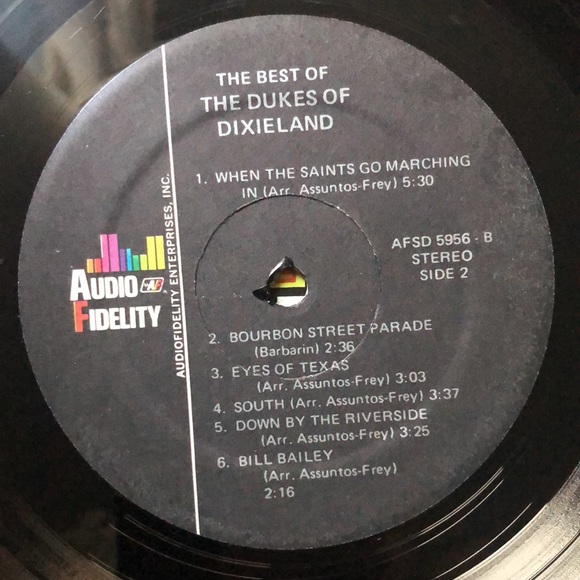 THE BEST OF
THE DUKES OF
DIXIELAND
1. WHEN THE SAINTS GO MARCHING
IN (Arr. Assuntos-Frey) 5:30
AFSD 5956 - B
STEREO
SIDE 2
AUDIO AF
FIDELITY
AUDIOFIDELITY ENTERPRISES, INC.
2. BOURBON STREET PARADE
(Barbarin) 2:36
3. EYES OF TEXAS
(Arr. Assuntos-Frey) 3:03
4. SOUTH (Arr. Assuntos-Frey) 3:37
5. DOWN BY THE RIVERSIDE
(Arr. Assuntos-Frey) 3:25
6. BILL BAILEY
(Arr. Assuntos-Frey)
2:16